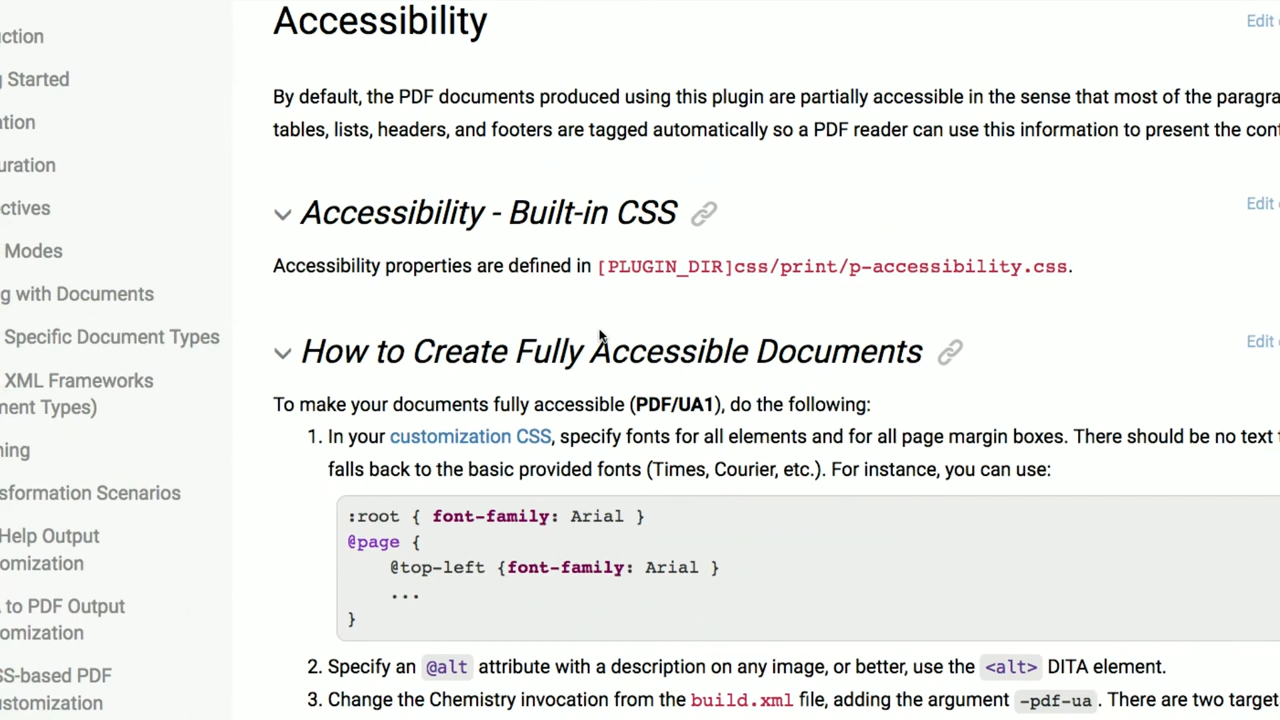 Accessibility
Edit
uction
g Started
ation
uration
ectives
Modes
ng with Documents
Specific Document Types
XML Frameworks
ment Types)
ning
sformation Scenarios
Help Output
omization
to PDF Output
omization
SS-based PDF
ustomization
By default, the PDF documents produced using this plugin are partially accessible in the sense that most of the paragra
tables, lists, headers, and footers are tagged automatically so a PDF reader can use this information to present the cont
Accessibility - Built-in CSS
Edit
Accessibility properties are defined in [PLUGIN_DIR]css/print/p-accessibility.css.
How to Create Fully Accessible Documents
Edit
To make your documents fully accessible (PDF/UA1), do the following:
1. In your customization CSS, specify fonts for all elements and for all page margin boxes. There should be no text t
falls back to the basic provided fonts (Times, Courier, etc.). For instance, you can use:
:root { font-family: Arial }
@page {
@top-left {font-family: Arial }
...
}
2. Specify an @alt attribute with a description on any image, or better, use the <alt> DITA element.
3. Change the Chemistry invocation from the build.xml file, adding the argument -pdf-ua. There are two target